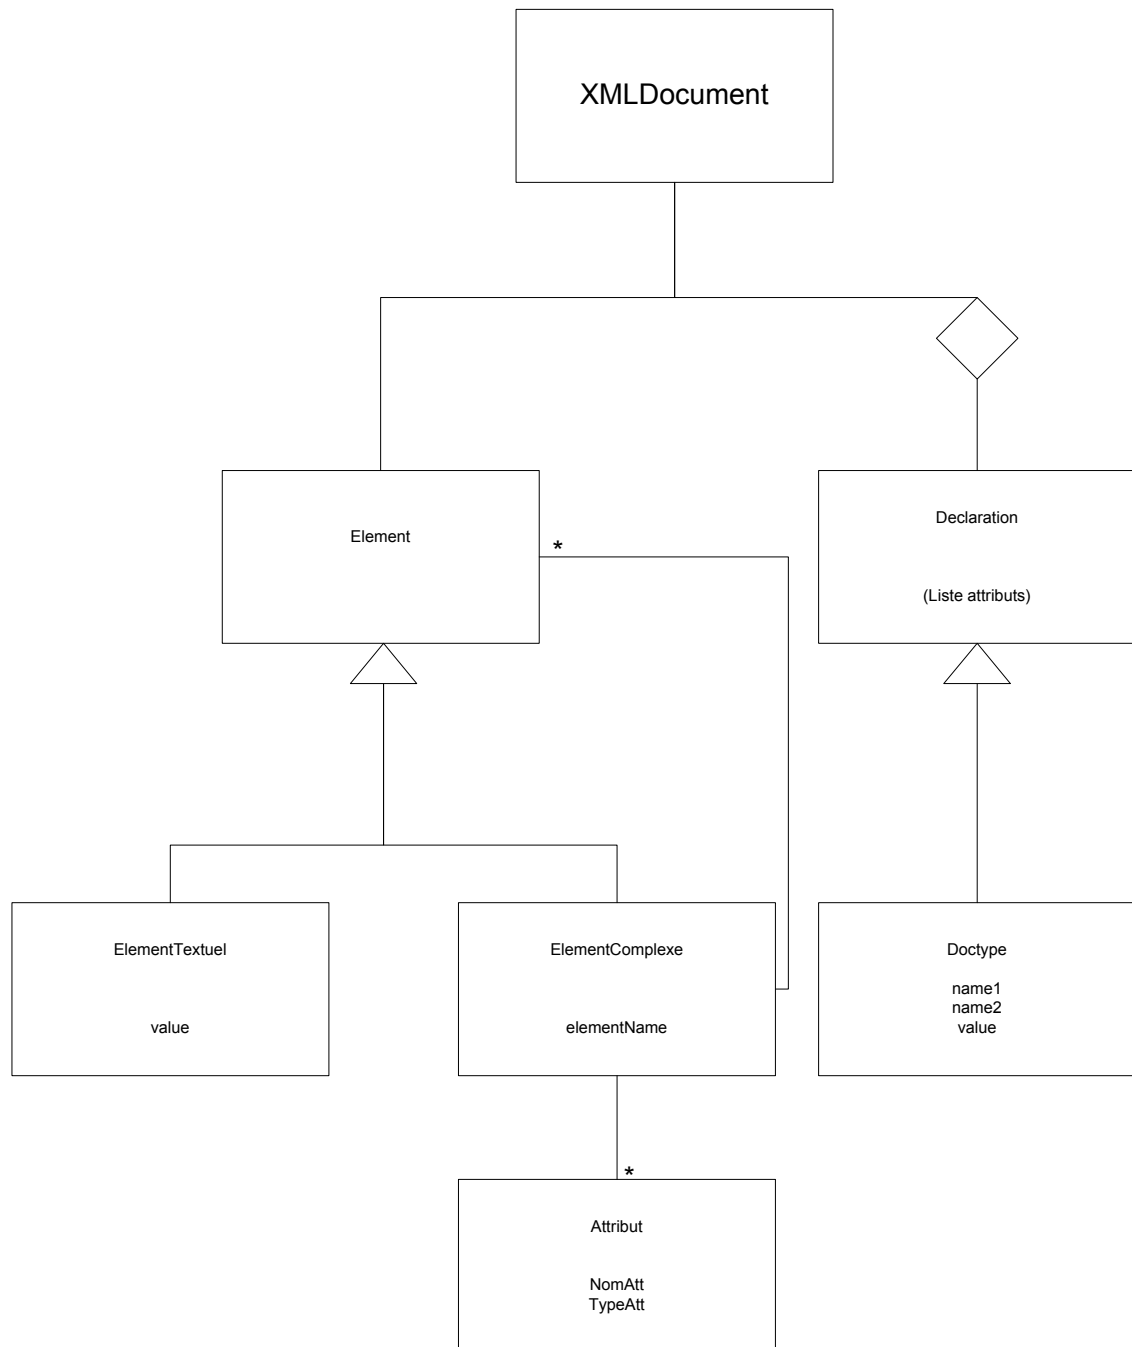 XMLDocument
Element
*
Declaration
(Liste attributs)
ElementTextuel
value
ElementComplexe
elementName
Doctype
name1
name2
value
*
Attribut
NomAtt
TypeAtt